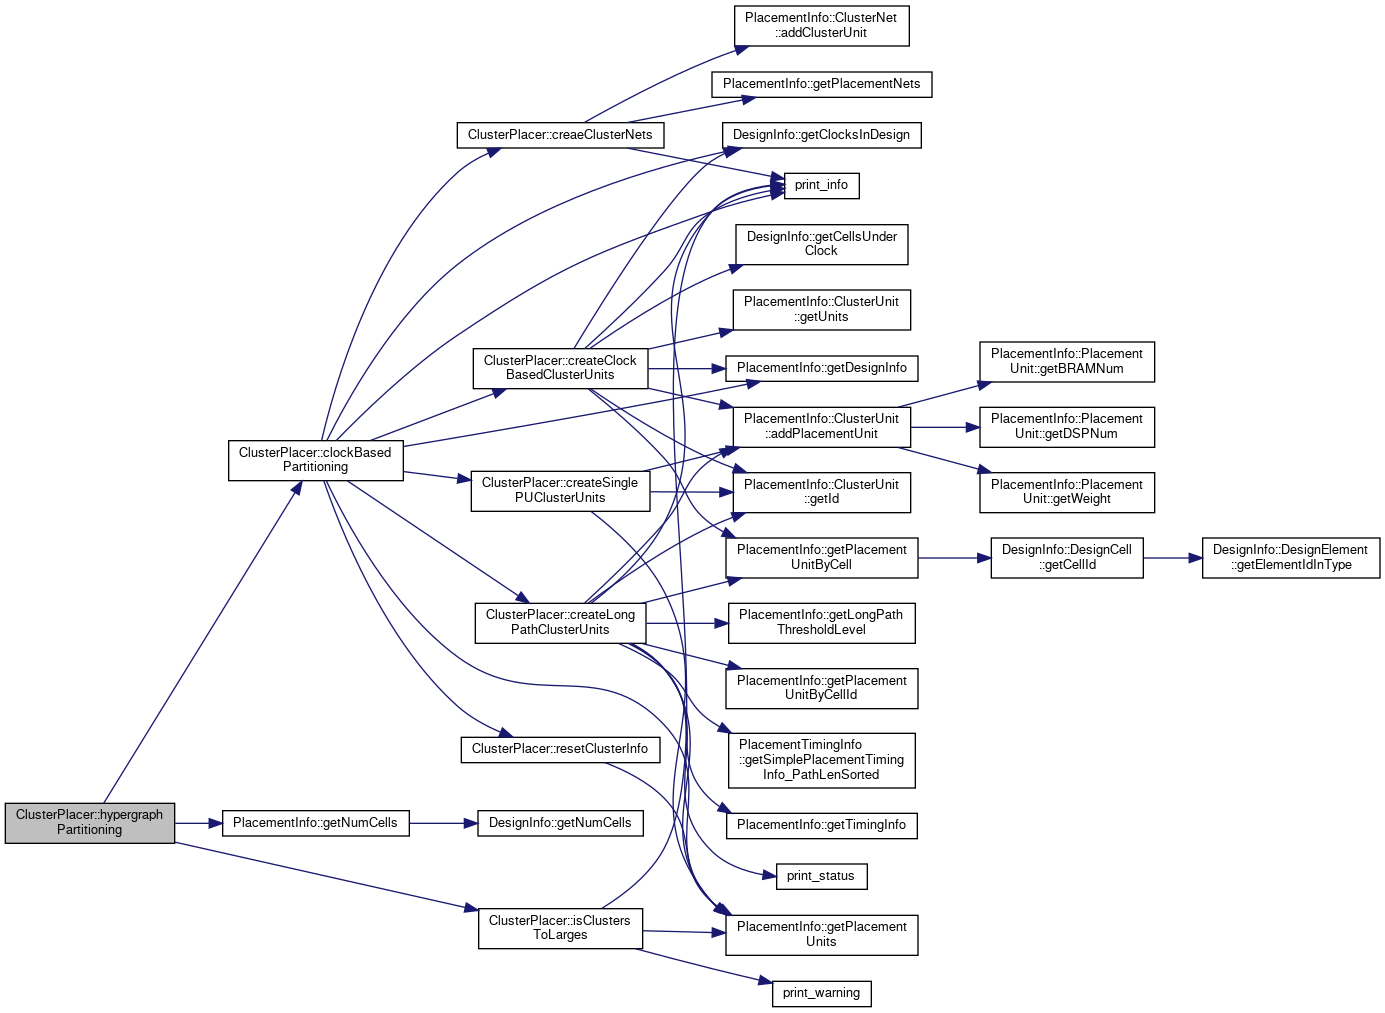 PlacementInfo::ClusterNet
::addClusterUnit
PlacementInfo::getPlacementNets
ClusterPlacer::creaeClusterNets
DesignInfo::getClocksInDesign
print_info
DesignInfo::getCellsUnder
Clock
PlacementInfo::ClusterUnit
::getUnits
ClusterPlacer::createClock
BasedClusterUnits
PlacementInfo::getDesignInfo
PlacementInfo::Placement
Unit::getBRAMNum
PlacementInfo::ClusterUnit
::addPlacementUnit
PlacementInfo::Placement
Unit::getDSPNum
ClusterPlacer::clockBased
Partitioning
ClusterPlacer::createSingle
PUClusterUnits
PlacementInfo::ClusterUnit
::getId
PlacementInfo::Placement
Unit::getWeight
PlacementInfo::getPlacement
UnitByCell
DesignInfo::DesignCell
::getCellId
DesignInfo::DesignElement
::getElementIdInType
ClusterPlacer::createLong
PathClusterUnits
PlacementInfo::getLongPath
ThresholdLevel
PlacementInfo::getPlacement
UnitByCellId
ClusterPlacer::resetClusterInfo
PlacementTimingInfo
::getSimplePlacementTiming
Info_PathLenSorted
ClusterPlacer::hypergraph
Partitioning
PlacementInfo::getNumCells
DesignInfo::getNumCells
PlacementInfo::getTimingInfo
print_status
ClusterPlacer::isClusters
ToLarges
PlacementInfo::getPlacement
Units
print_warning